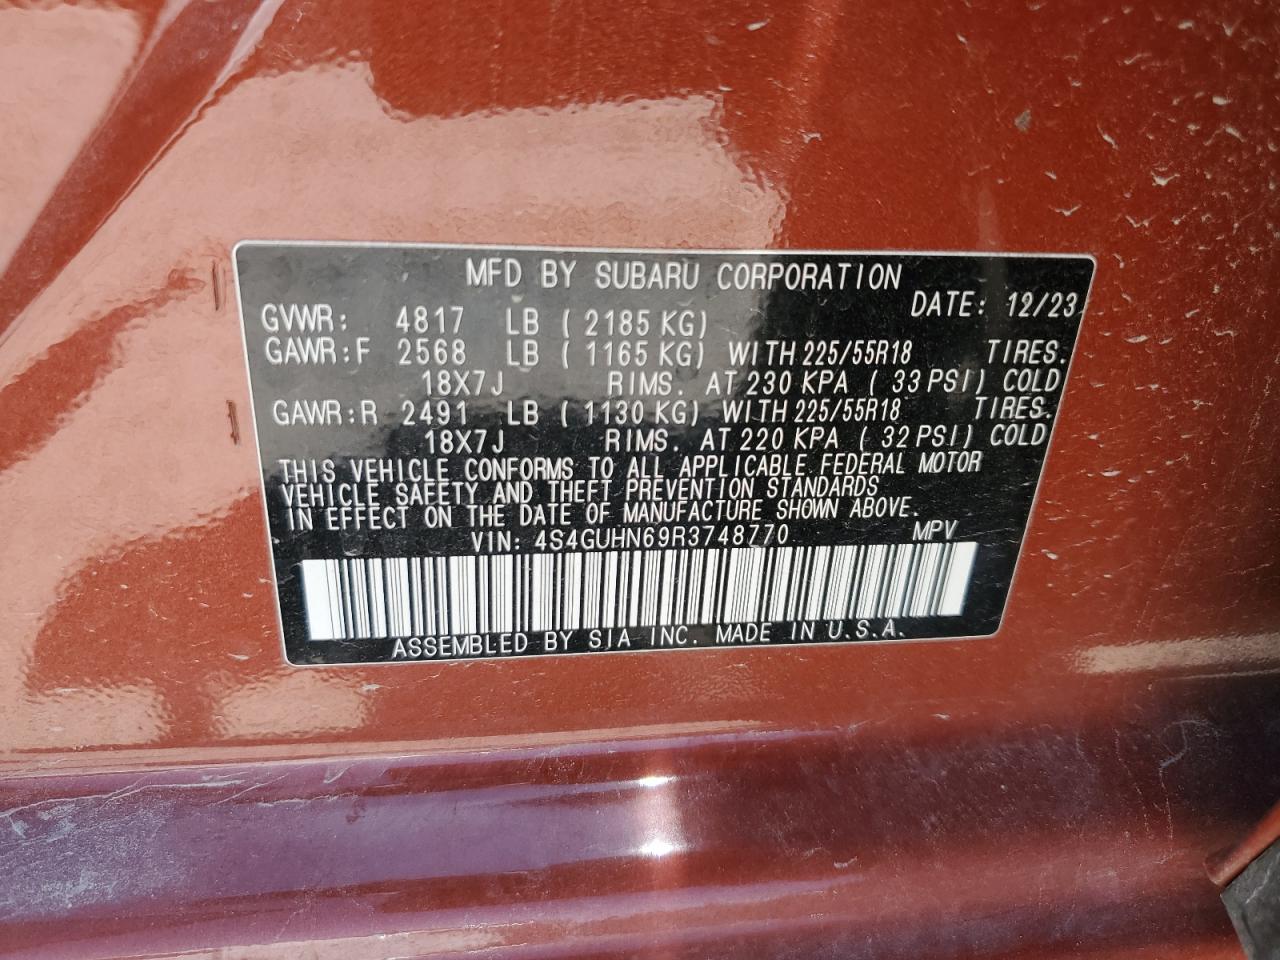 MFD BY SUBARU CORPORATION
DATE: 12/23
GVWR: 4817 LB ( 2185 KG)
GAWR:F 2568 LB ( 1165 KG) WITH 225/55R18 TIRES.
18X7J RIMS. AT 230 KPA ( 33 PSI) COLD
GAWR:R 2491 LB ( 1130 KG) WITH 225/55R18 TIRES.
18X7J RIMS. AT 220 KPA ( 32 PSI) COLD
THIS VEHICLE CONFORMS TO ALL APPLICABLE FEDERAL MOTOR
VEHICLE SAFETY AND THEFT PREVENTION STANDARDS
IN EFFECT ON THE DATE OF MANUFACTURE SHOWN ABOVE.
VIN: 4S4GUHN69R3748770 MPV
ASSEMBLED BY SIA INC. MADE IN U.S.A.